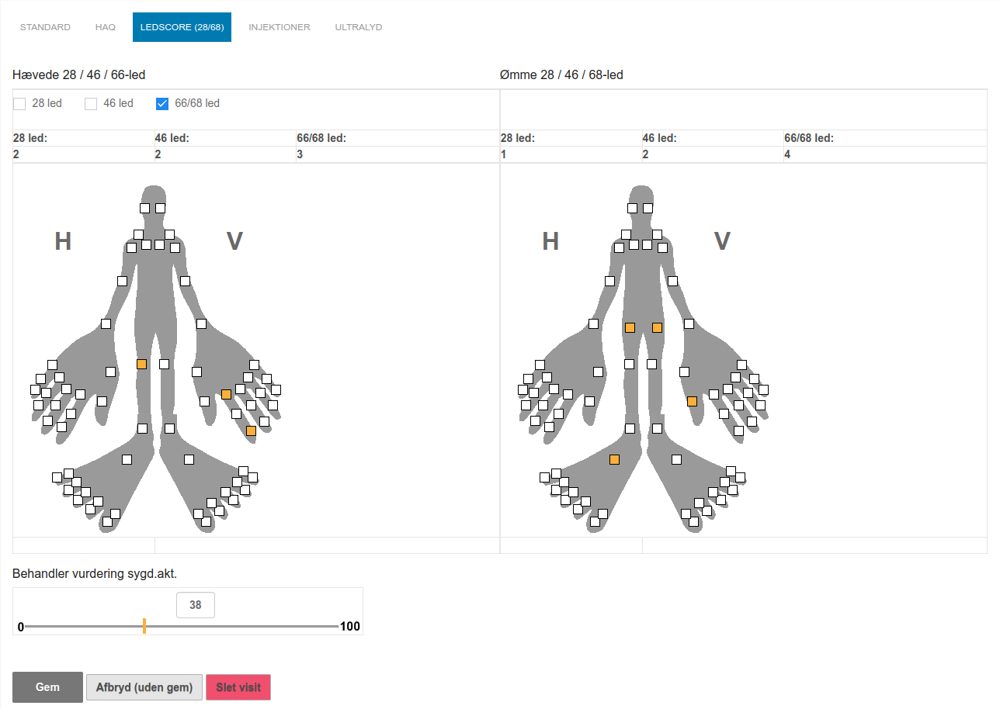 STANDARD HAQ LEDSCORE (28/68) INJEKTIONER ULTRALYD
Hævede 28 / 46 / 66-led Ømme 28 / 46 / 68-led
28 led 46 led 66/68 led
28 led: 46 led: 66/68 led: 28 led: 46 led: 66/68 led:
2 2 3 1 2 4
H V H V
Behandler vurdering sygd.akt.
38
0 100
Gem Afbryd (uden gem) Slet visit